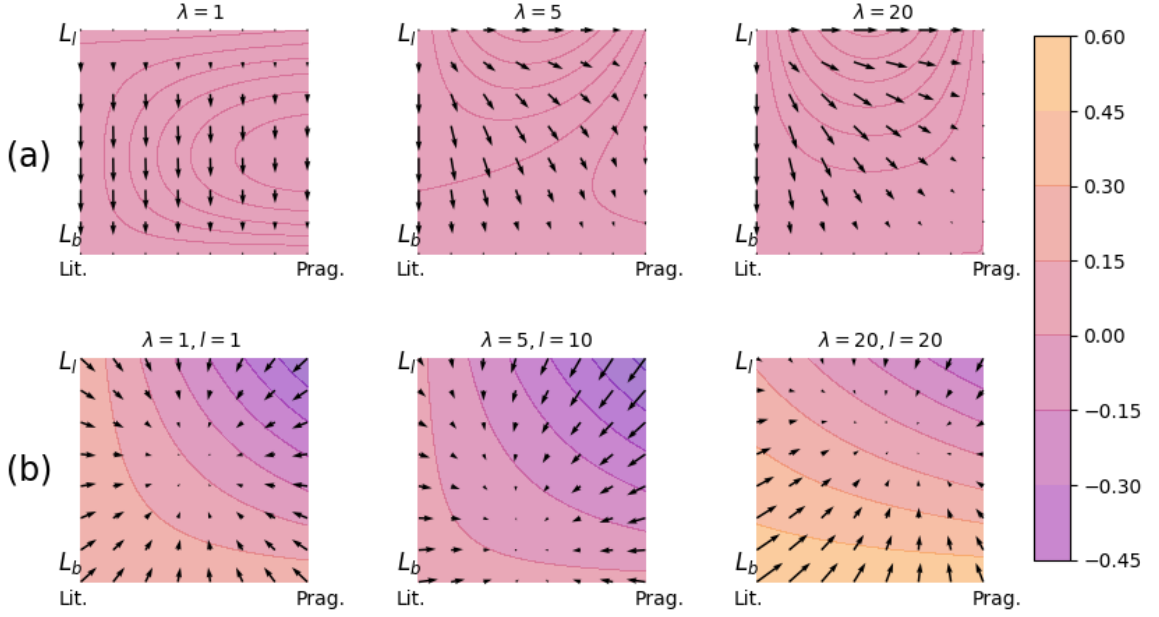 λ = 1
λ = 5
λ = 20
L_l
L_l
L_l
(a)
L_b
L_b
L_b
Lit. Prag.
Lit. Prag.
Lit. Prag.
λ = 1, l = 1
λ = 5, l = 10
λ = 20, l = 20
L_l
L_l
L_l
(b)
L_b
L_b
L_b
Lit. Prag.
Lit. Prag.
Lit. Prag.
0.60
0.45
0.30
0.15
0.00
−0.15
−0.30
−0.45